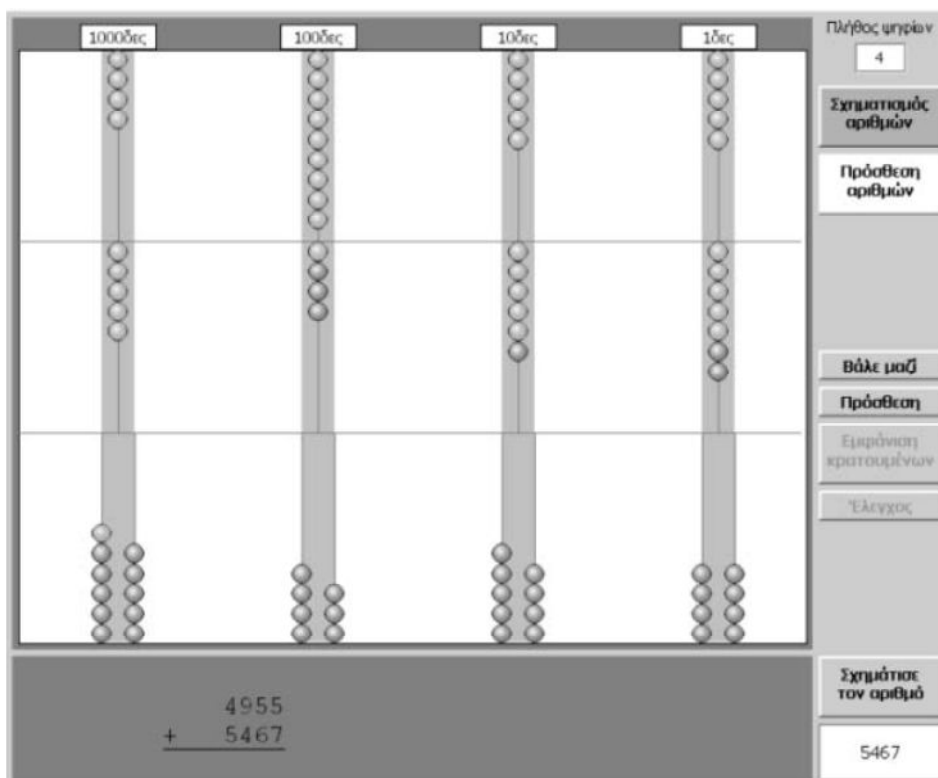 1000δες
100δες
10δες
1δες
Πλήθος ψηφίων
4
Σχηματισμός
αριθμών
Πρόσθεση
αριθμών
Βάλε μαζί
Πρόσθεση
Εμφάνιση
κρατουμένων
Έλεγχος
Σχημάτισε
τον αριθμό
5467
4955
+ 5467